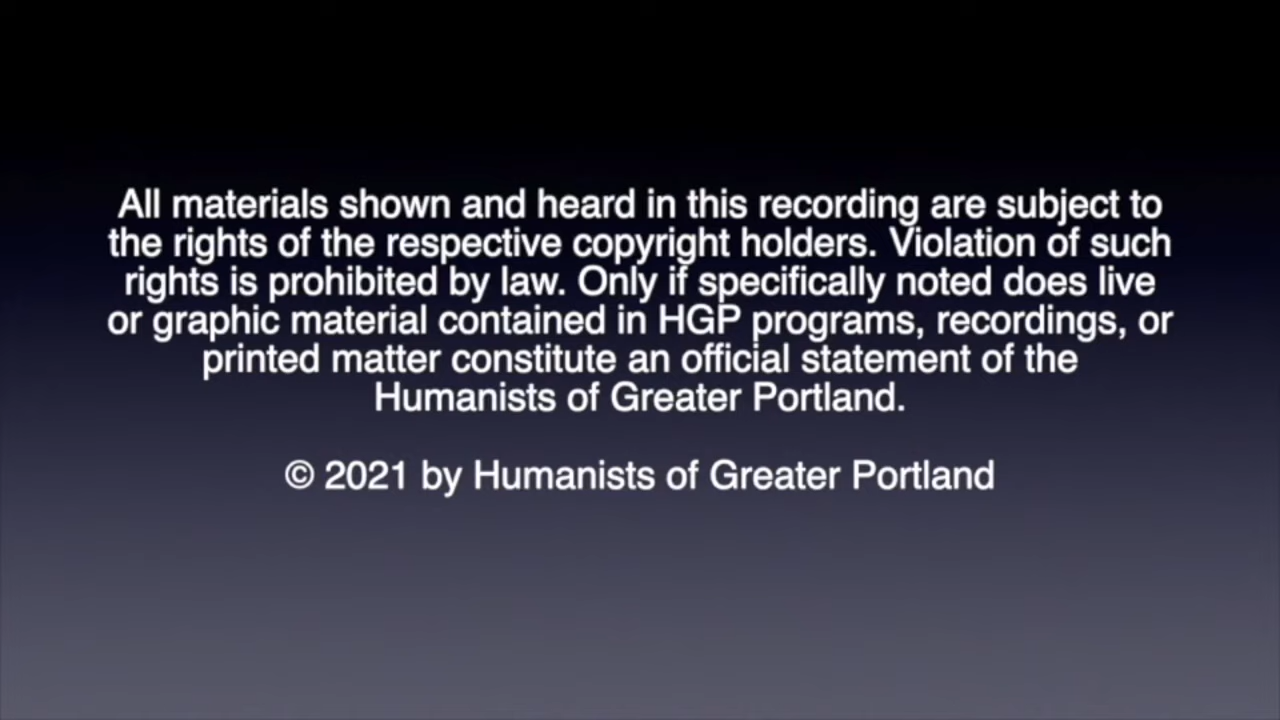 All materials shown and heard in this recording are subject to
the rights of the respective copyright holders. Violation of such
rights is prohibited by law. Only if specifically noted does live
or graphic material contained in HGP programs, recordings, or
printed matter constitute an official statement of the
Humanists of Greater Portland.
© 2021 by Humanists of Greater Portland